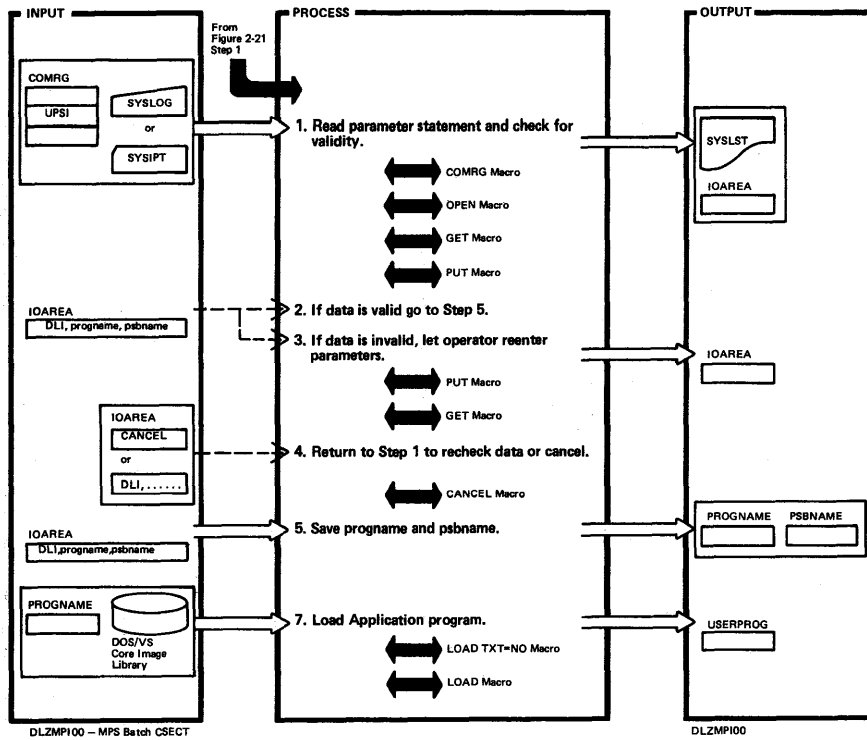 INPUT
PROCESS
OUTPUT
From
Figure 2-21
Step 1
COMRG
UPSI
SYSLOG
or
SYSIPT
1. Read parameter statement and check for
validity.
COMRG Macro
OPEN Macro
GET Macro
PUT Macro
SYSLST
IOAREA
IOAREA
DLI, progname, psbname
2. If data is valid go to Step 5.
3. If data is invalid, let operator reenter
parameters.
PUT Macro
GET Macro
IOAREA
IOAREA
CANCEL
or
DLI, ......
4. Return to Step 1 to recheck data or cancel.
CANCEL Macro
IOAREA
DLI,progname,psbname
5. Save progname and psbname.
PROGNAME
PSBNAME
PROGNAME
DOS/VS
Core Image
Library
7. Load Application program.
LOAD TXT=NO Macro
LOAD Macro
USERPROG
DLZMPI00 – MPS Batch CSECT
DLZMPI00